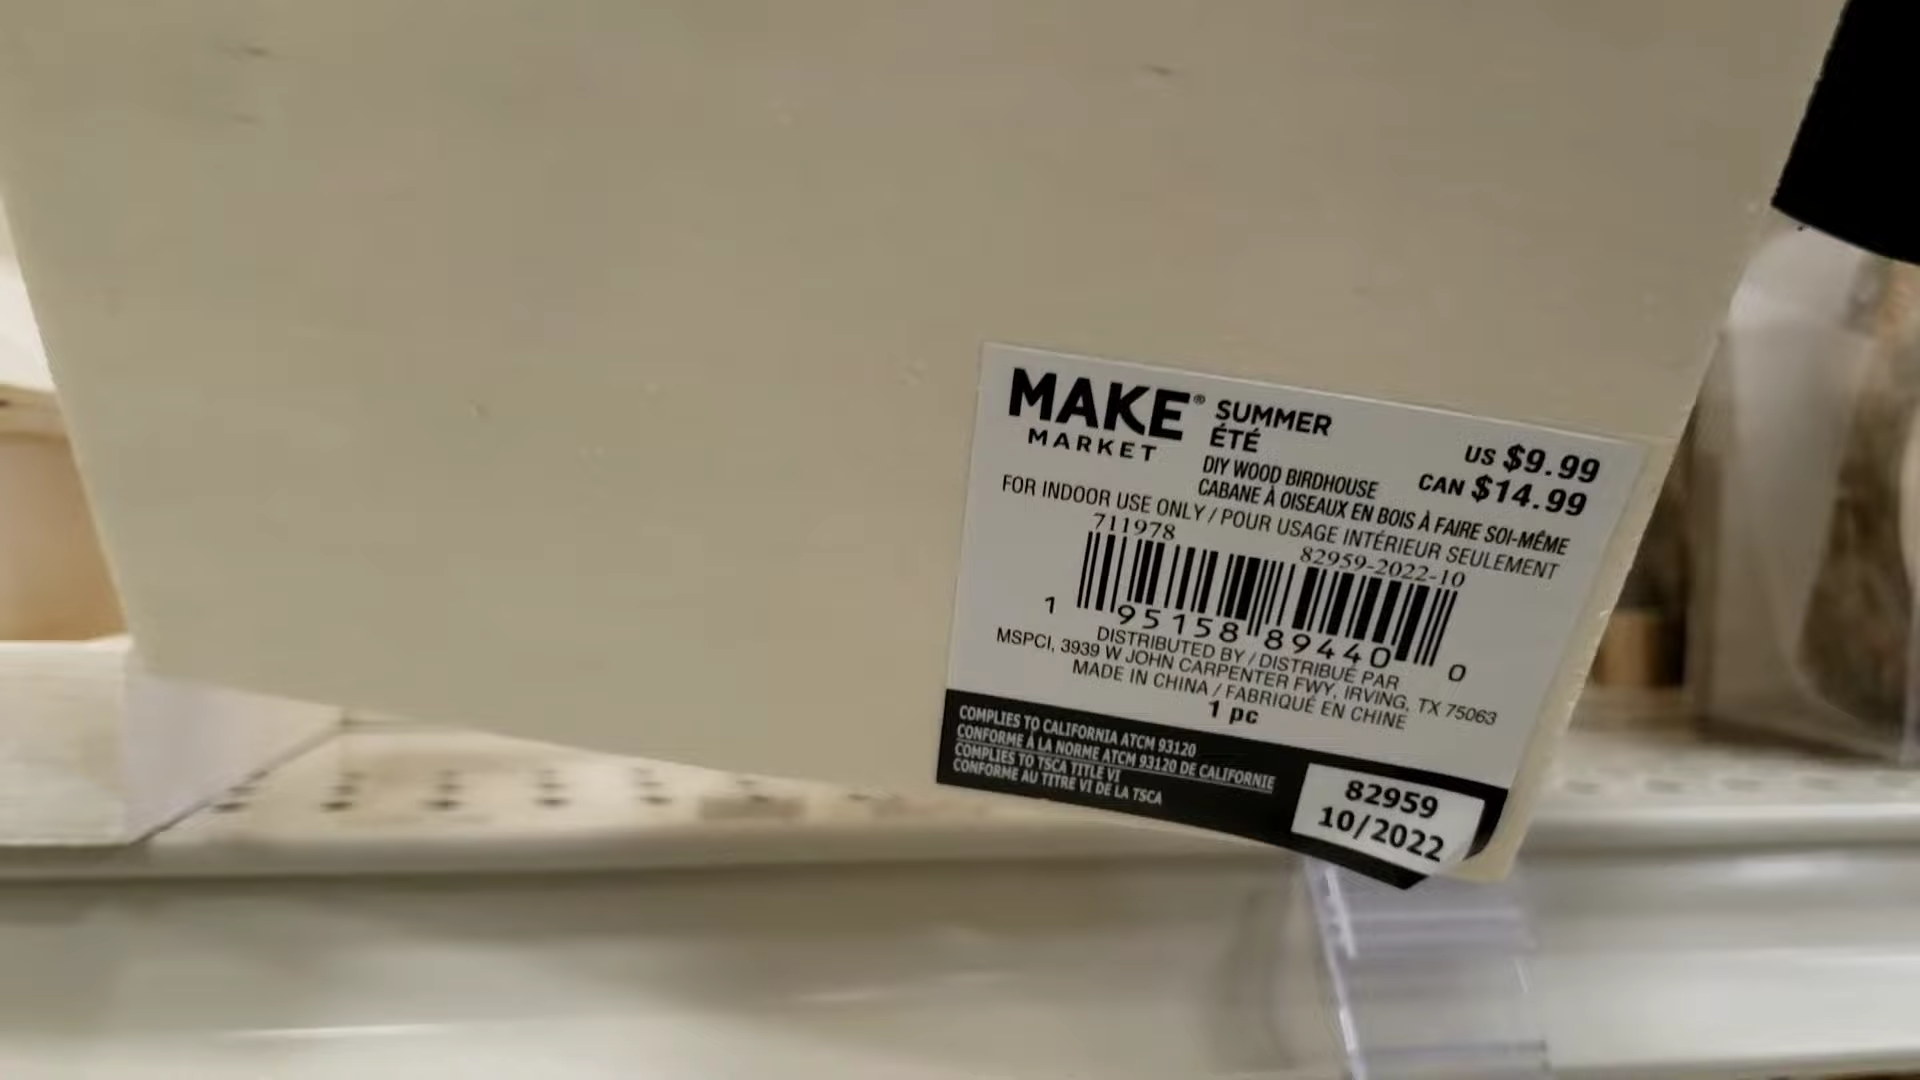 MAKE®
MARKET
SUMMER
ÉTÉ
DIY WOOD BIRDHOUSE
CABANE À OISEAUX EN BOIS À FAIRE SOI-MÊME
US $9.99
CAN $14.99
FOR INDOOR USE ONLY / POUR USAGE INTÉRIEUR SEULEMENT
711978
82959-2022-10
1 95158 89440 0
DISTRIBUTED BY / DISTRIBUÉ PAR
MSPCI, 3939 W JOHN CARPENTER FWY, IRVING, TX 75063
MADE IN CHINA / FABRIQUÉ EN CHINE
1 pc
COMPLIES TO CALIFORNIA ATCM 93120
CONFORME À LA NORME ATCM 93120 DE CALIFORNIE
COMPLIES TO TSCA TITLE VI
CONFORME AU TITRE VI DE LA TSCA
82959
10/2022